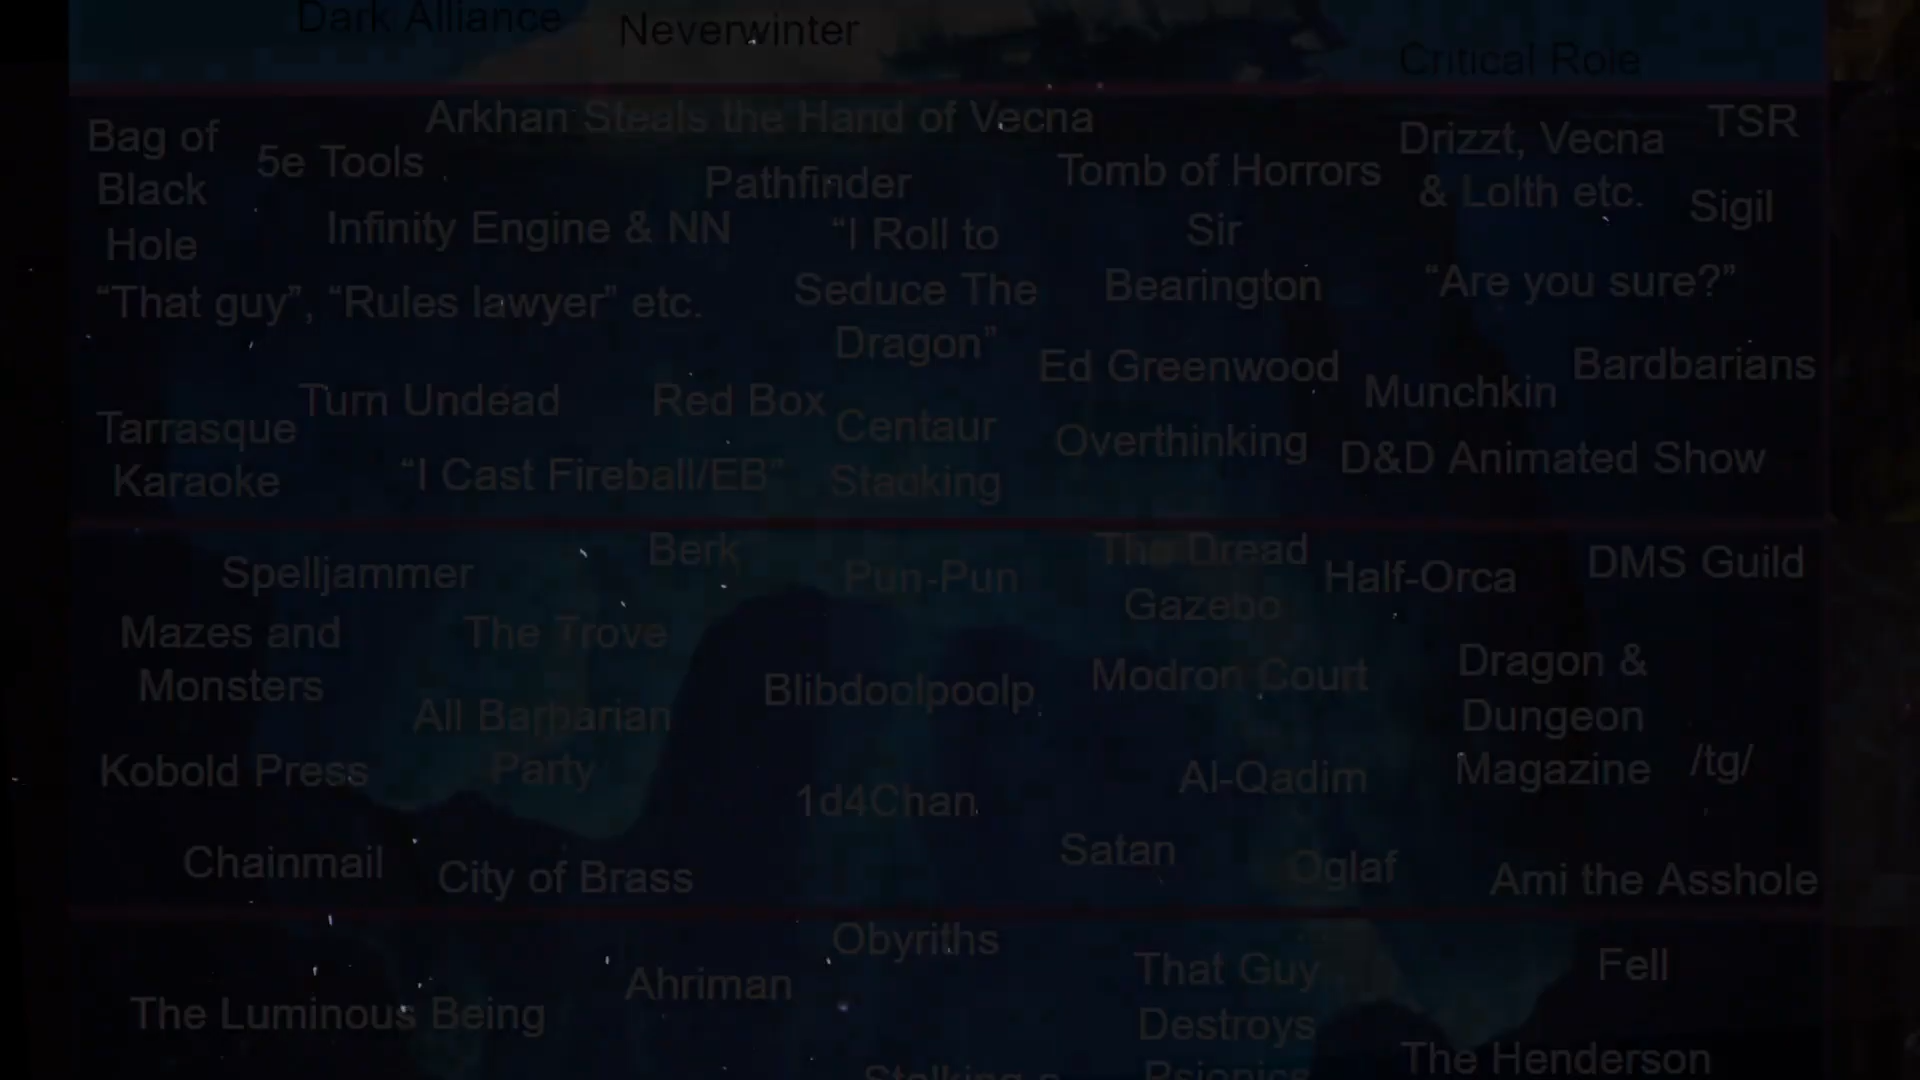 Dark Alliance
Neverwinter
Critical Role
Arkhan Steals the Hand of Vecna
TSR
Bag of
Black
Hole
5e Tools
Pathfinder
Tomb of Horrors
Drizzt, Vecna
& Lolth etc.
Sigil
Infinity Engine & NN
“I Roll to
Seduce The
Dragon”
Sir
Bearington
“Are you sure?”
“That guy”, “Rules lawyer” etc.
Ed Greenwood
Munchkin
Bardbarians
Turn Undead
Red Box
Tarrasque
Karaoke
Centaur
Stacking
Overthinking
D&D Animated Show
“I Cast Fireball/EB”
Spelljammer
Berk
Pun-Pun
The Dread
Gazebo
Half-Orca
DMS Guild
Mazes and
Monsters
The Trove
Blibdoolpoolp
Modron Court
Dragon &
Dungeon
Magazine
/tg/
All Barbarian
Party
Kobold Press
1d4Chan
Al-Qadim
Chainmail
City of Brass
Satan
Oglaf
Ami the Asshole
Obyriths
Ahriman
The Luminous Being
That Guy
Destroys
Psionics
Fell
The Henderson
Stalking